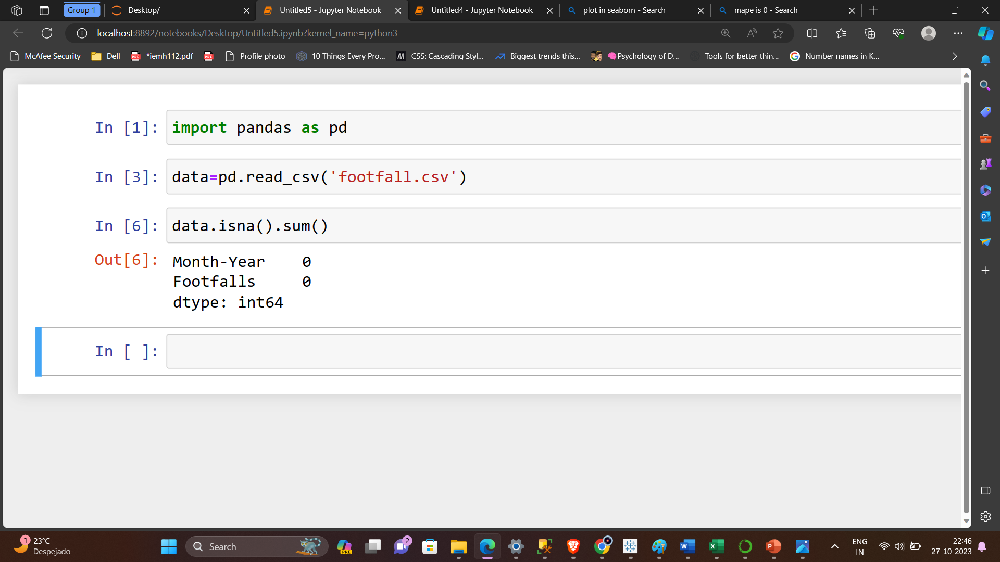 Group 1
Desktop/
Untitled5 - Jupyter Notebook
Untitled4 - Jupyter Notebook
plot in seaborn - Search
mape is 0 - Search
localhost:8892/notebooks/Desktop/Untitled5.ipynb?kernel_name=python3
McAfee Security
Dell
*iemh112.pdf
Profile photo
10 Things Every Pro...
CSS: Cascading Styl...
Biggest trends this...
Psychology of D...
Tools for better thin...
Number names in K...
In [1]: import pandas as pd
In [3]: data=pd.read_csv('footfall.csv')
In [6]: data.isna().sum()
Out[6]: Month-Year 0
Footfalls 0
dtype: int64
In [ ]:
1
23°C
Despejado
Search
PRE
2
ENG
IN
22:46
27-10-2023